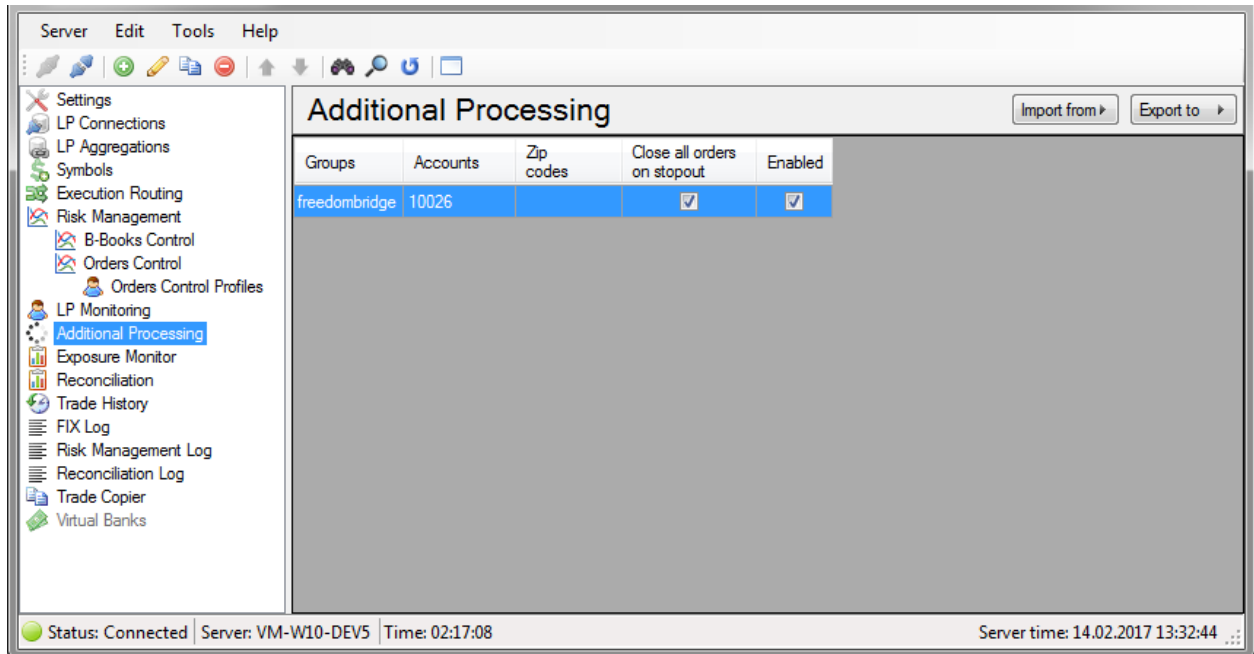 Server Edit Tools Help
Settings
LP Connections
LP Aggregations
Symbols
Execution Routing
Risk Management
B-Books Control
Orders Control
Orders Control Profiles
LP Monitoring
Additional Processing
Exposure Monitor
Reconciliation
Trade History
FIX Log
Risk Management Log
Reconciliation Log
Trade Copier
Virtual Banks
Additional Processing
Import from
Export to
Groups Accounts Zip codes Close all orders on stopout Enabled
freedombridge 10026
Status: Connected Server: VM-W10-DEV5 Time: 02:17:08 Server time: 14.02.2017 13:32:44